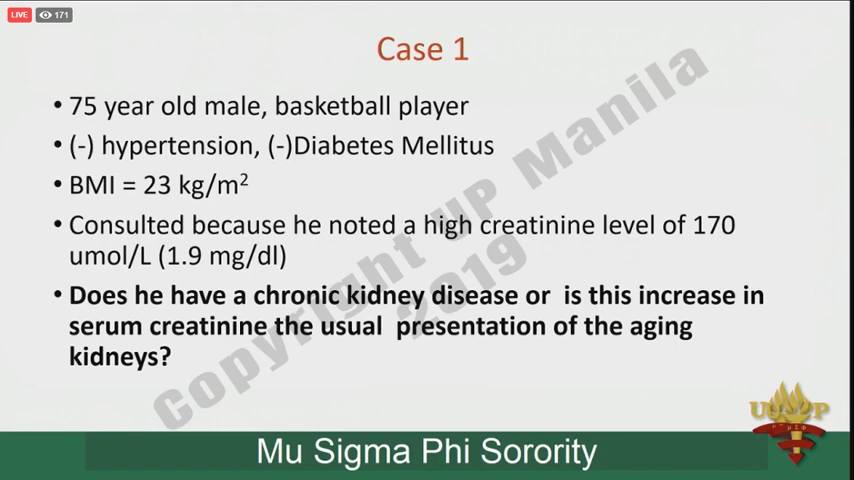 LIVE 171
Case 1
• 75 year old male, basketball player
• (-) hypertension, (-)Diabetes Mellitus
• BMI = 23 kg/m²
• Consulted because he noted a high creatinine level of 170
umol/L (1.9 mg/dl)
• Does he have a chronic kidney disease or is this increase in
serum creatinine the usual presentation of the aging
kidneys?
Copyright UP Manila
2019
Mu Sigma Phi Sorority